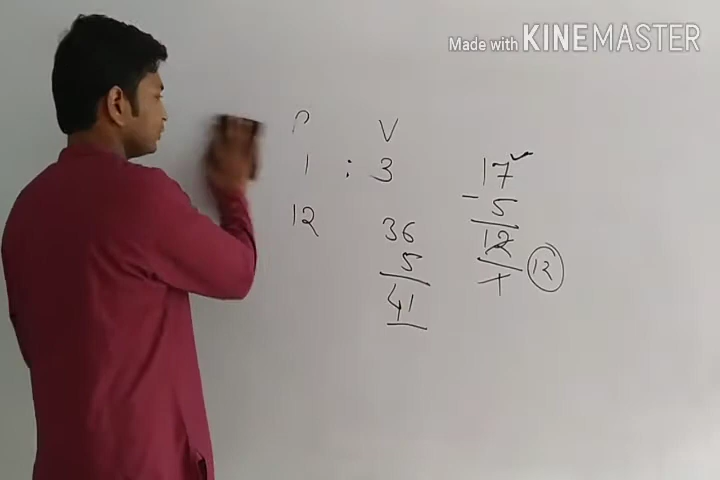 Made with KINEMASTER
P V
1 : 3 17 ✓
12 36 - 5
5 12
41 1 (12)